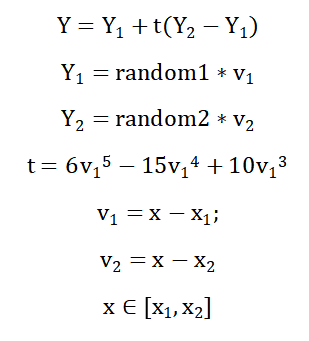 Y = Y₁ + t(Y₂ − Y₁)
Y₁ = random1 ∗ v₁
Y₂ = random2 ∗ v₂
t = 6v₁⁵ − 15v₁⁴ + 10v₁³
v₁ = x − x₁;
v₂ = x − x₂
x ∈ [x₁, x₂]